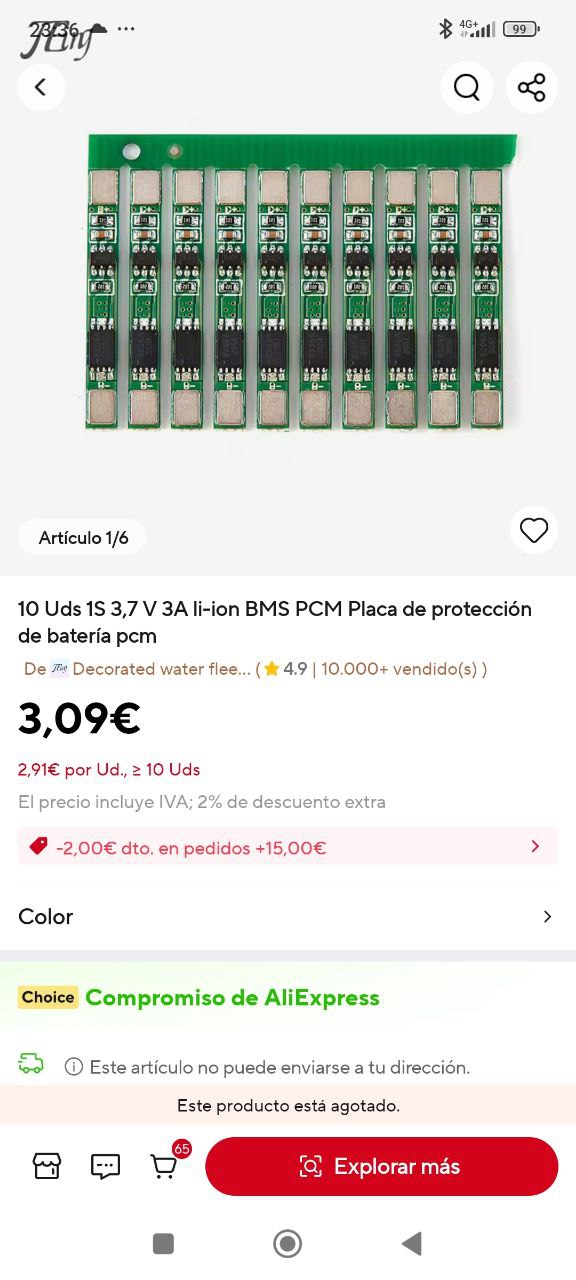 23:36
4G+
99
JEing
Artículo 1/6
10 Uds 1S 3,7 V 3A li-ion BMS PCM Placa de protección
de batería pcm
De Decorated water flee... ( 4.9 | 10.000+ vendido(s) )
3,09€
2,91€ por Ud., ≥ 10 Uds
El precio incluye IVA; 2% de descuento extra
-2,00€ dto. en pedidos +15,00€
Color
Choice Compromiso de AliExpress
Este artículo no puede enviarse a tu dirección.
Este producto está agotado.
65
Explorar más